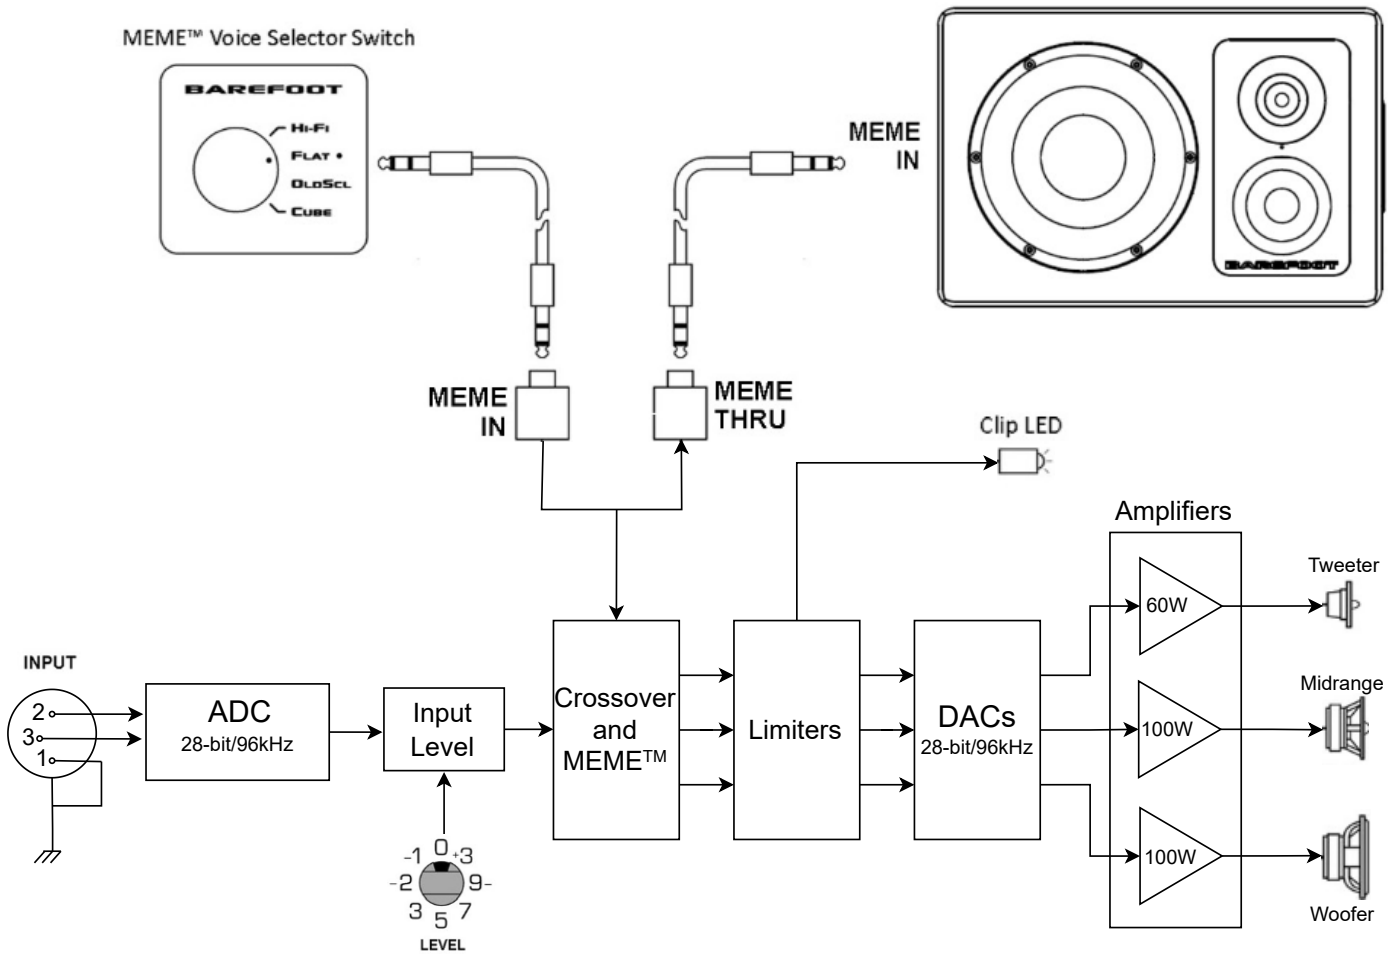 MEME™ Voice Selector Switch
BAREFOOT
HI-FI
FLAT •
OLDSCL
CUBE
MEME
IN
BAREFOOT
MEME
IN
MEME
THRU
Clip LED
Amplifiers
60W
Tweeter
INPUT
2
3
1
ADC
28-bit/96kHz
Input
Level
Crossover
and
MEME™
Limiters
DACs
28-bit/96kHz
100W
Midrange
100W
Woofer
-1 0 +3
-2 9-
3 5 7
LEVEL